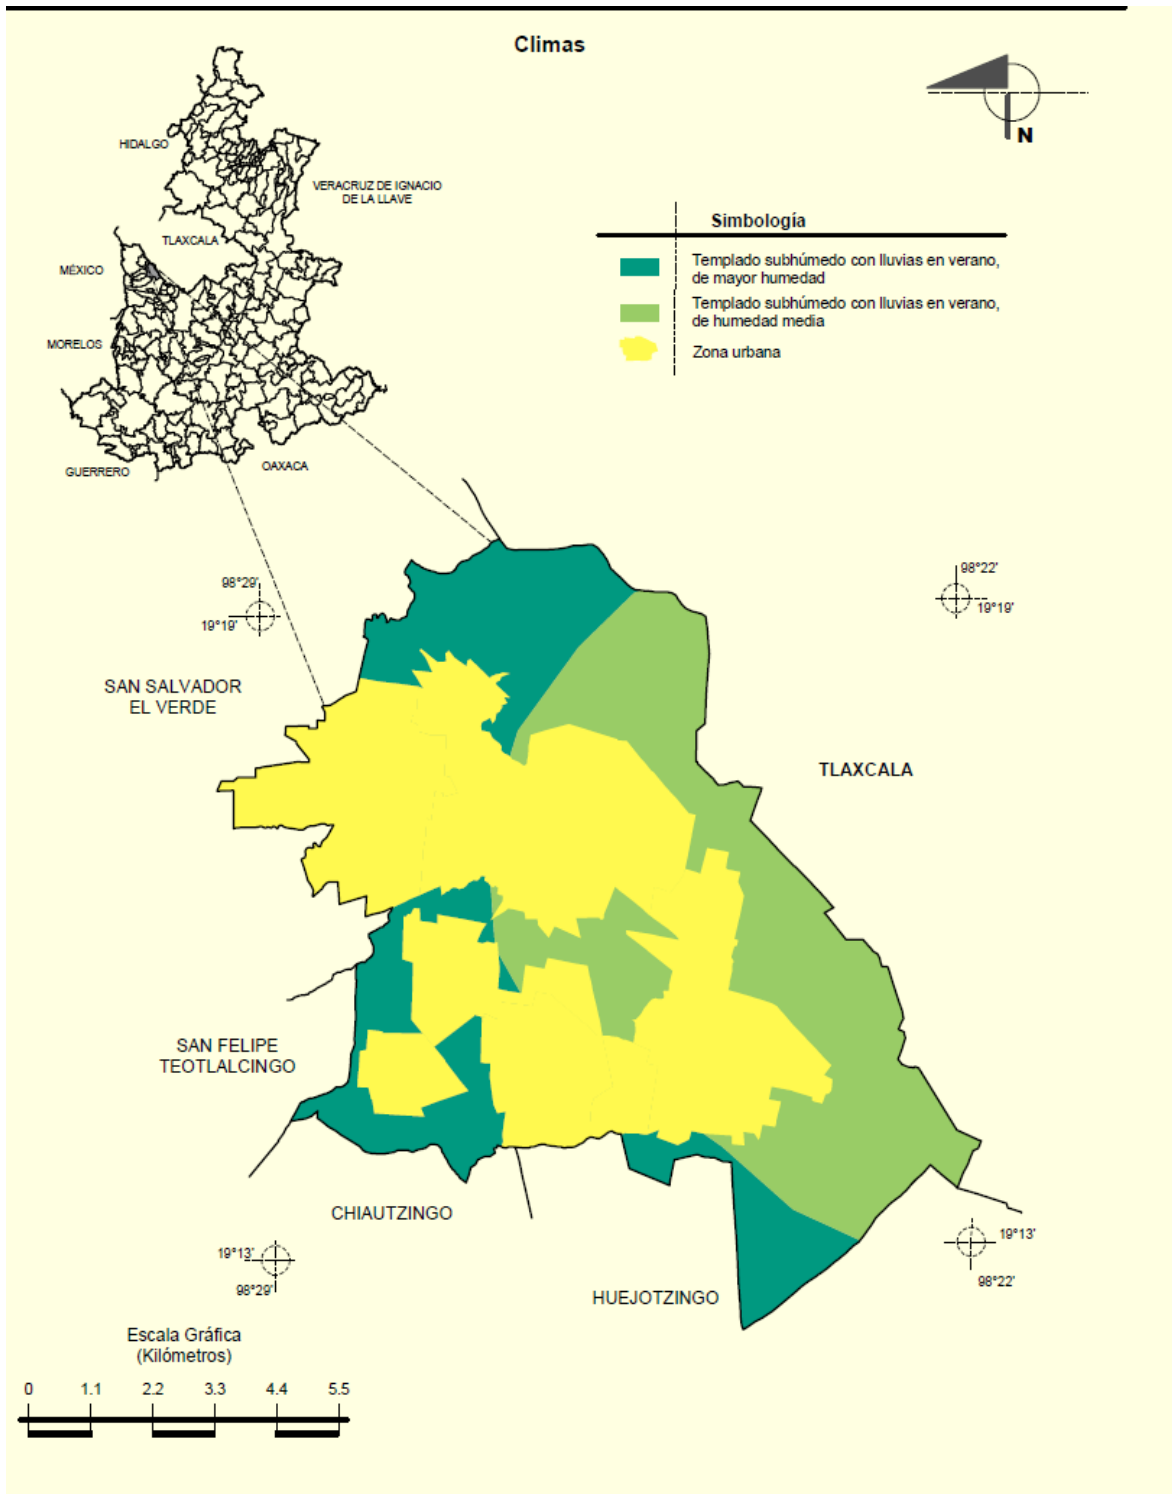 Climas
N
HIDALGO
VERACRUZ DE IGNACIO
DE LA LLAVE
TLAXCALA
MÉXICO
MORELOS
GUERRERO
OAXACA
Simbología
Templado subhúmedo con lluvias en verano,
de mayor humedad
Templado subhúmedo con lluvias en verano,
de humedad media
Zona urbana
98°29'
19°19'
98°22'
19°19'
SAN SALVADOR
EL VERDE
TLAXCALA
SAN FELIPE
TEOTLALCINGO
CHIAUTZINGO
HUEJOTZINGO
19°13'
98°29'
19°13'
98°22'
Escala Gráfica
(Kilómetros)
0 1.1 2.2 3.3 4.4 5.5